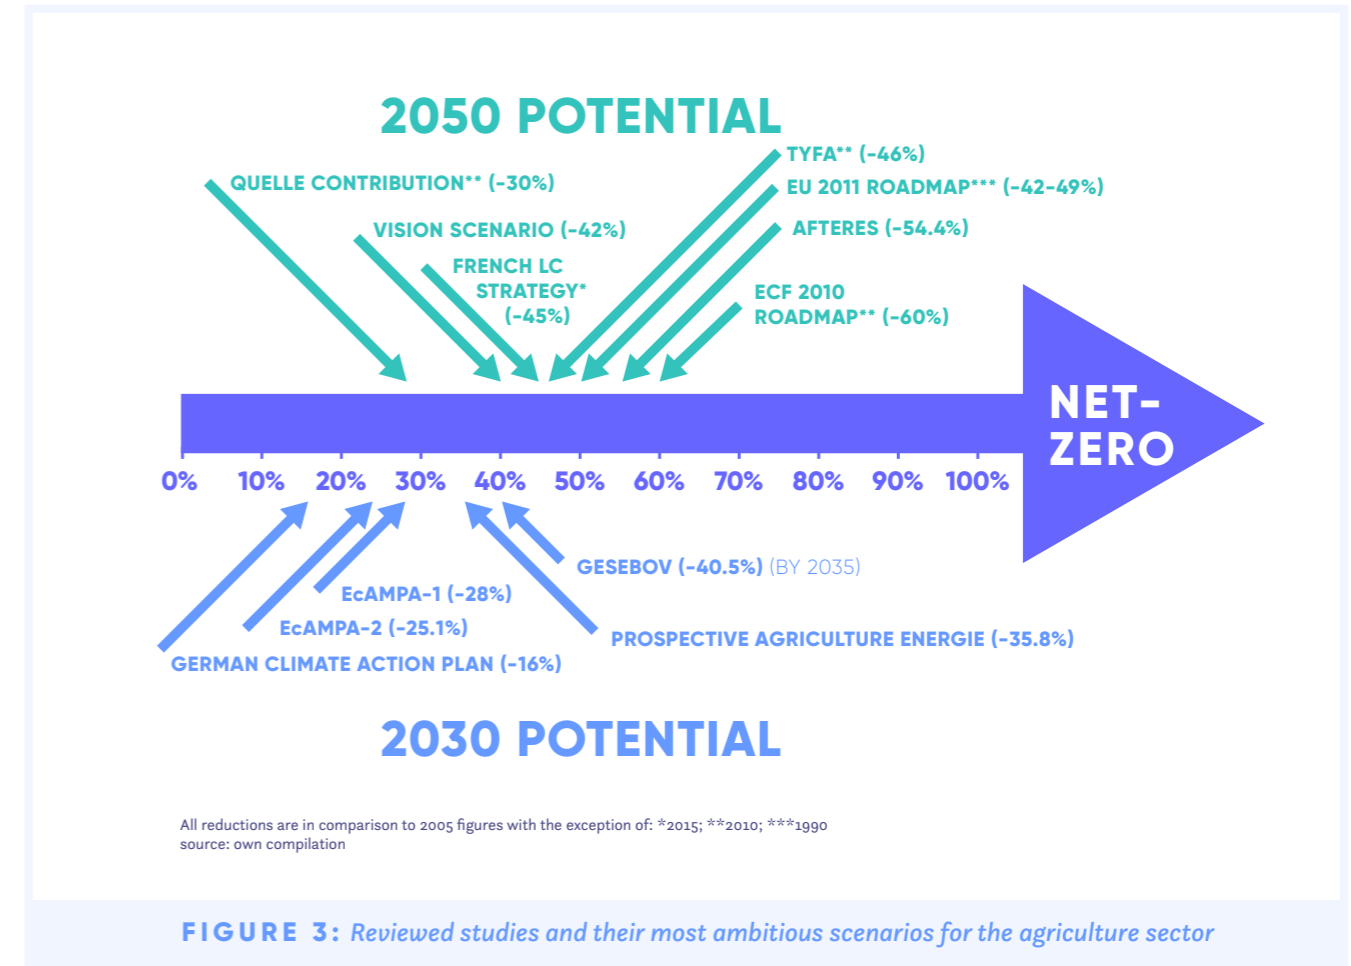 2050 POTENTIAL
TYFA** (-46%)
QUELLE CONTRIBUTION** (-30%)
EU 2011 ROADMAP*** (-42-49%)
VISION SCENARIO (-42%)
AFTERES (-54.4%)
FRENCH LC
STRATEGY*
(-45%)
ECF 2010
ROADMAP** (-60%)
NET-
ZERO
0% 10% 20% 30% 40% 50% 60% 70% 80% 90% 100%
GESEBOV (-40.5%) (BY 2035)
EcAMPA-1 (-28%)
EcAMPA-2 (-25.1%)
PROSPECTIVE AGRICULTURE ENERGIE (-35.8%)
GERMAN CLIMATE ACTION PLAN (-16%)
2030 POTENTIAL
All reductions are in comparison to 2005 figures with the exception of: *2015; **2010; ***1990
source: own compilation
FIGURE 3: Reviewed studies and their most ambitious scenarios for the agriculture sector